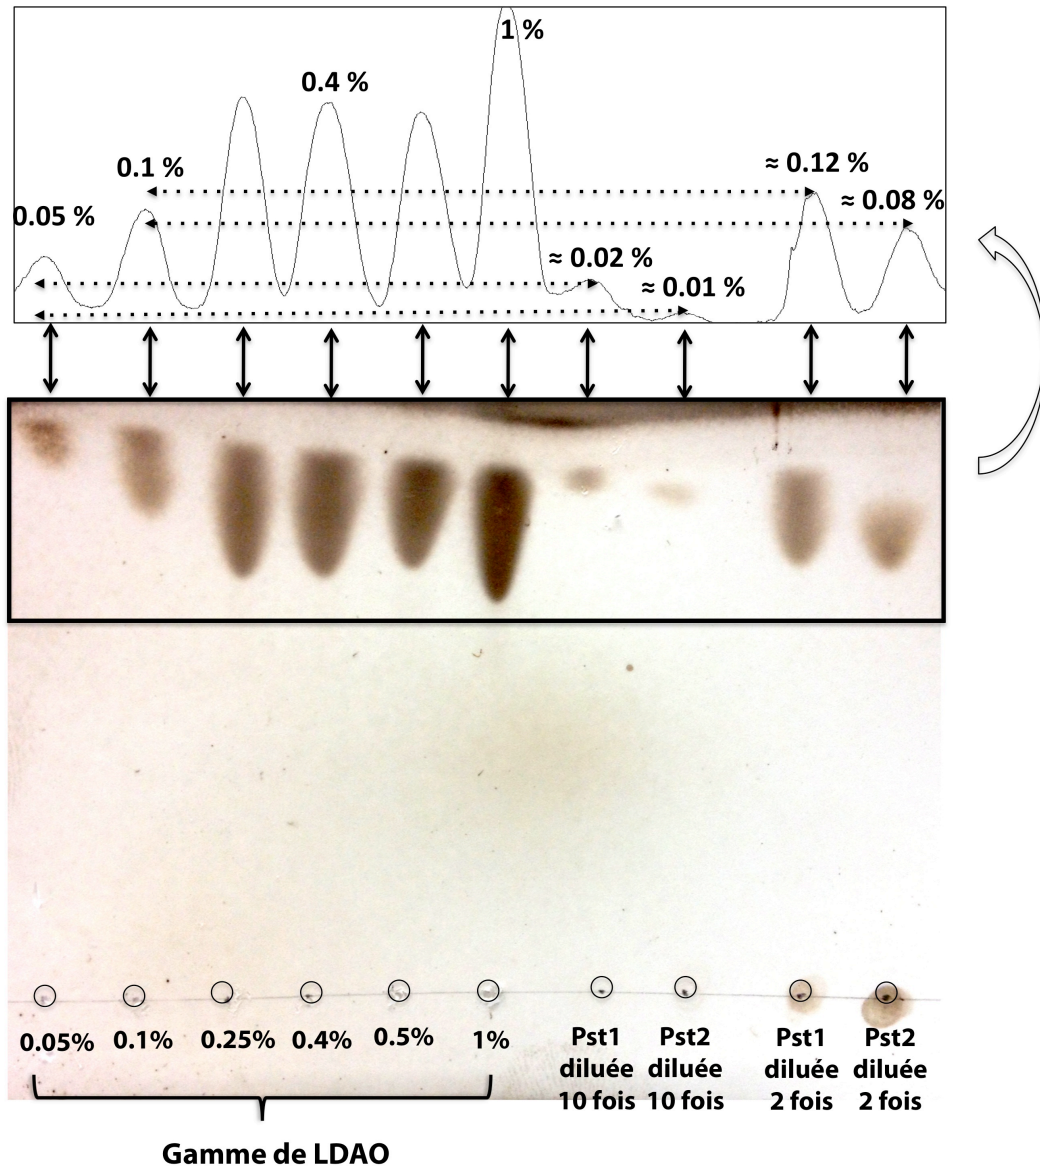 1 %
0.4 %
0.1 %
≈ 0.12 %
≈ 0.08 %
0.05 %
≈ 0.02 %
≈ 0.01 %
0.05%
0.1%
0.25%
0.4%
0.5%
1%
Pst1
diluée
10 fois
Pst2
diluée
10 fois
Pst1
diluée
2 fois
Pst2
diluée
2 fois
Gamme de LDAO